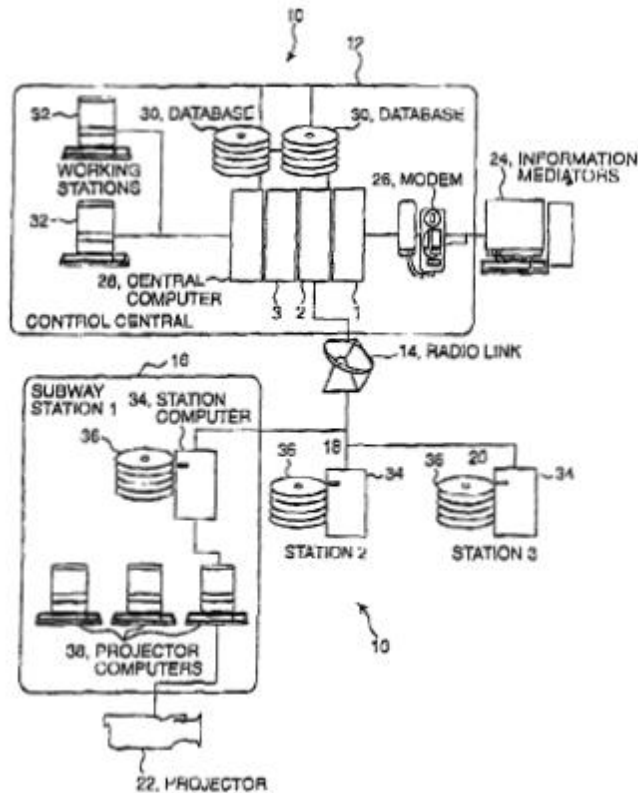 10
12
32
30, DATABASE
30, DATABASE
WORKING
STATIONS
32
26, MODEM
24, INFORMATION
MEDIATORS
28, CENTRAL
COMPUTER
3
2
1
CONTROL CENTRAL
14, RADIO LINK
16
SUBWAY
STATION 1
34, STATION
COMPUTER
36
18
36
34
STATION 2
20
36
34
STATION 3
38, PROJECTOR
COMPUTERS
10
22, PROJECTOR